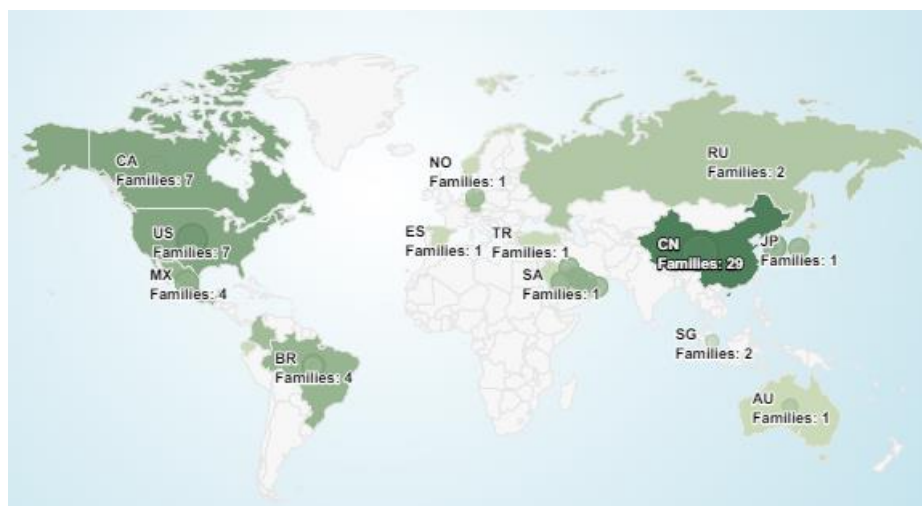 CA
Families: 7
US
Families: 7
MX
Families: 4
BR
Families: 4
NO
Families: 1
ES
Families: 1
TR
Families: 1
SA
Families: 1
RU
Families: 2
CN
Families: 29
JP
Families: 1
SG
Families: 2
AU
Families: 1